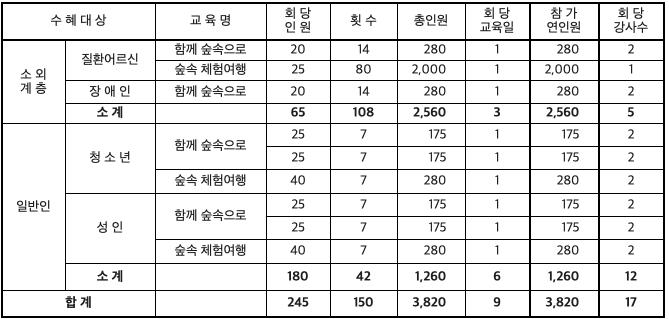 수 혜 대 상 교 육 명 회 당 인 원 횟 수 총인원 회 당 교육일 참 가 연인원 회 당 강사수
소 외 계 층 질환어르신 함께 숲속으로 20 14 280 1 280 2
숲속 체험여행 25 80 2,000 1 2,000 1
장 애 인 함께 숲속으로 20 14 280 1 280 2
소 계 65 108 2,560 3 2,560 5
일반인 청 소 년 함께 숲속으로 25 7 175 1 175 2
25 7 175 1 175 2
숲속 체험여행 40 7 280 1 280 2
성 인 함께 숲속으로 25 7 175 1 175 2
25 7 175 1 175 2
숲속 체험여행 40 7 280 1 280 2
소 계 180 42 1,260 6 1,260 12
합 계 245 150 3,820 9 3,820 17